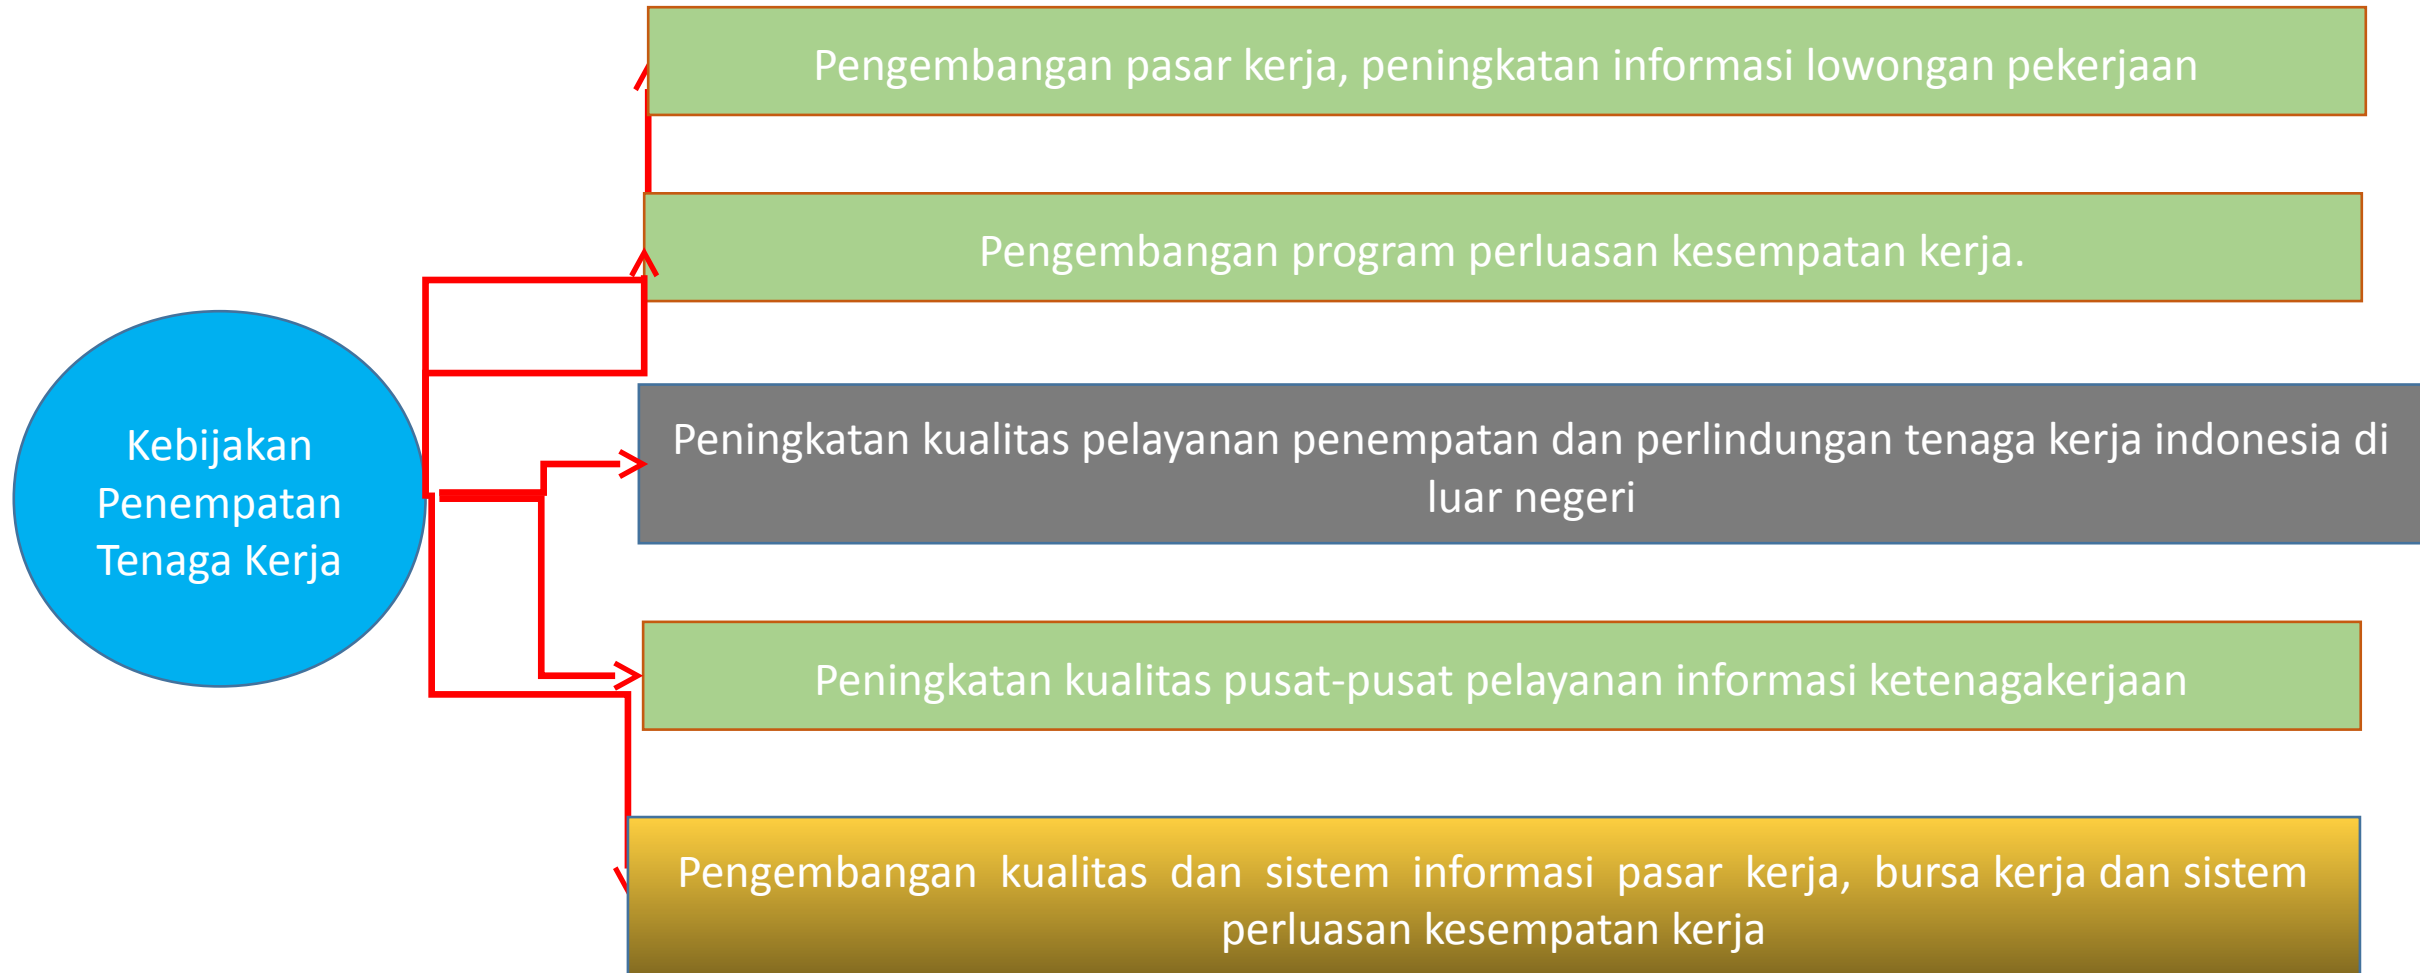 Pengembangan pasar kerja, peningkatan informasi lowongan pekerjaan
Pengembangan program perluasan kesempatan kerja.
Kebijakan
Penempatan
Tenaga Kerja
Peningkatan kualitas pelayanan penempatan dan perlindungan tenaga kerja indonesia di
luar negeri
Peningkatan kualitas pusat-pusat pelayanan informasi ketenagakerjaan
Pengembangan kualitas dan sistem informasi pasar kerja, bursa kerja dan sistem
perluasan kesempatan kerja